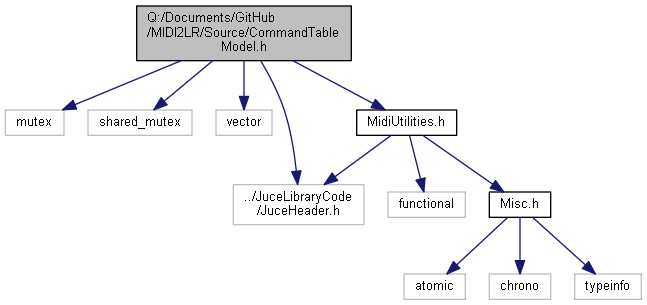 Q:/Documents/GitHub
/MIDI2LR/Source/CommandTable
Model.h
mutex
shared_mutex
vector
MidiUtilities.h
../JuceLibraryCode
/JuceHeader.h
functional
Misc.h
atomic
chrono
typeinfo